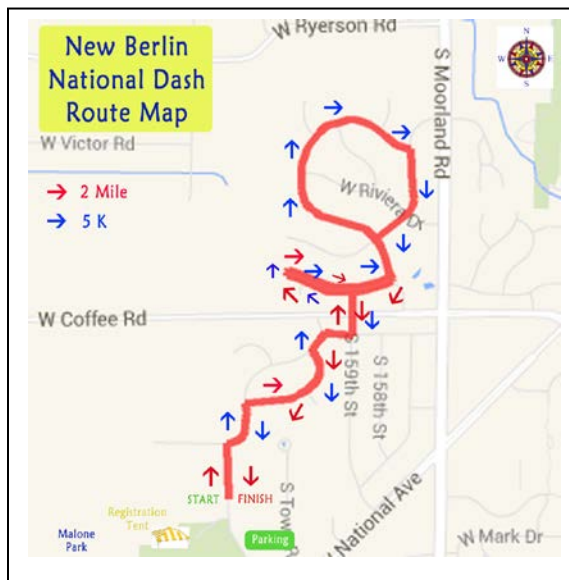 New Berlin
National Dash
Route Map
W Ryerson Rd
S Moorland Rd
N
W
E
S
W Victor Rd
2 Mile
5 K
W Riviera Dr
W Coffee Rd
S 159th St
S 158th St
START
FINISH
Registration
Tent
Malone
Park
Parking
National Ave
W Mark Dr